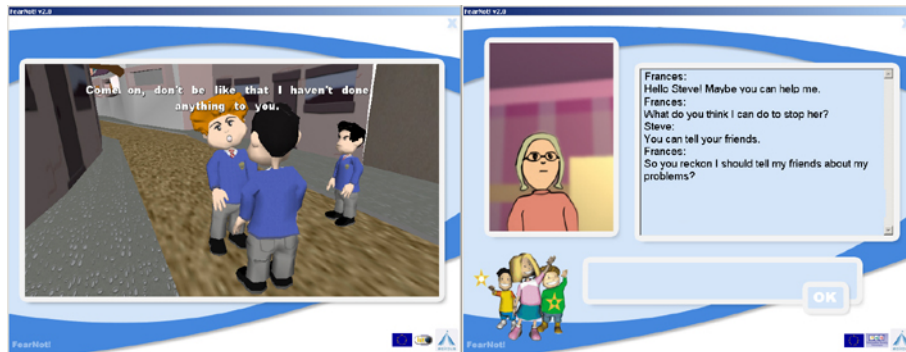 FearNot! v2.0
Come on, don't be like that I haven't done
anything to you.
FearNot!
FearNot! v2.0
Frances:
Hello Steve! Maybe you can help me.
Frances:
What do you think I can do to stop her?
Steve:
You can tell your friends.
Frances:
So you reckon I should tell my friends about my
problems?
OK
FearNot!